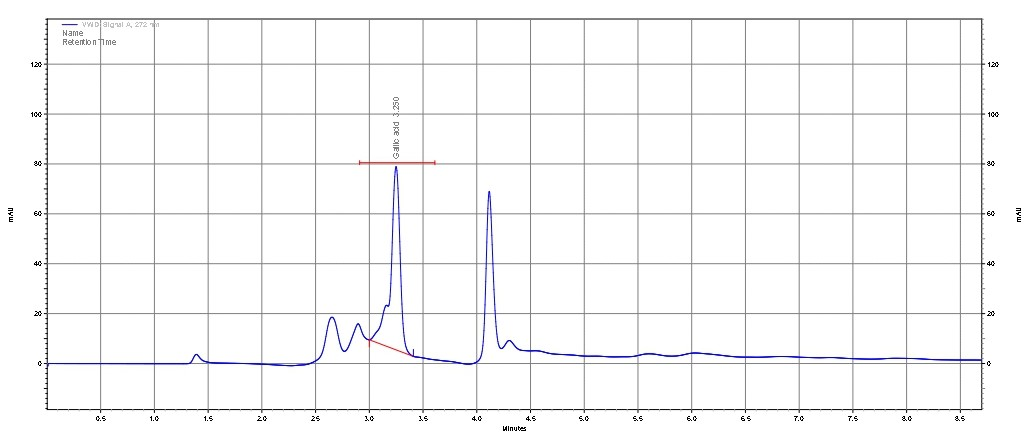 VWD: Signal A, 272 nm
Name
Retention Time
120 120
100 100
Gallic acid 3.250
80 80
60 60
mAU mAU
40 40
20 20
0 0
0.5 1.0 1.5 2.0 2.5 3.0 3.5 4.0 4.5 5.0 5.5 6.0 6.5 7.0 7.5 8.0 8.5
Minutes